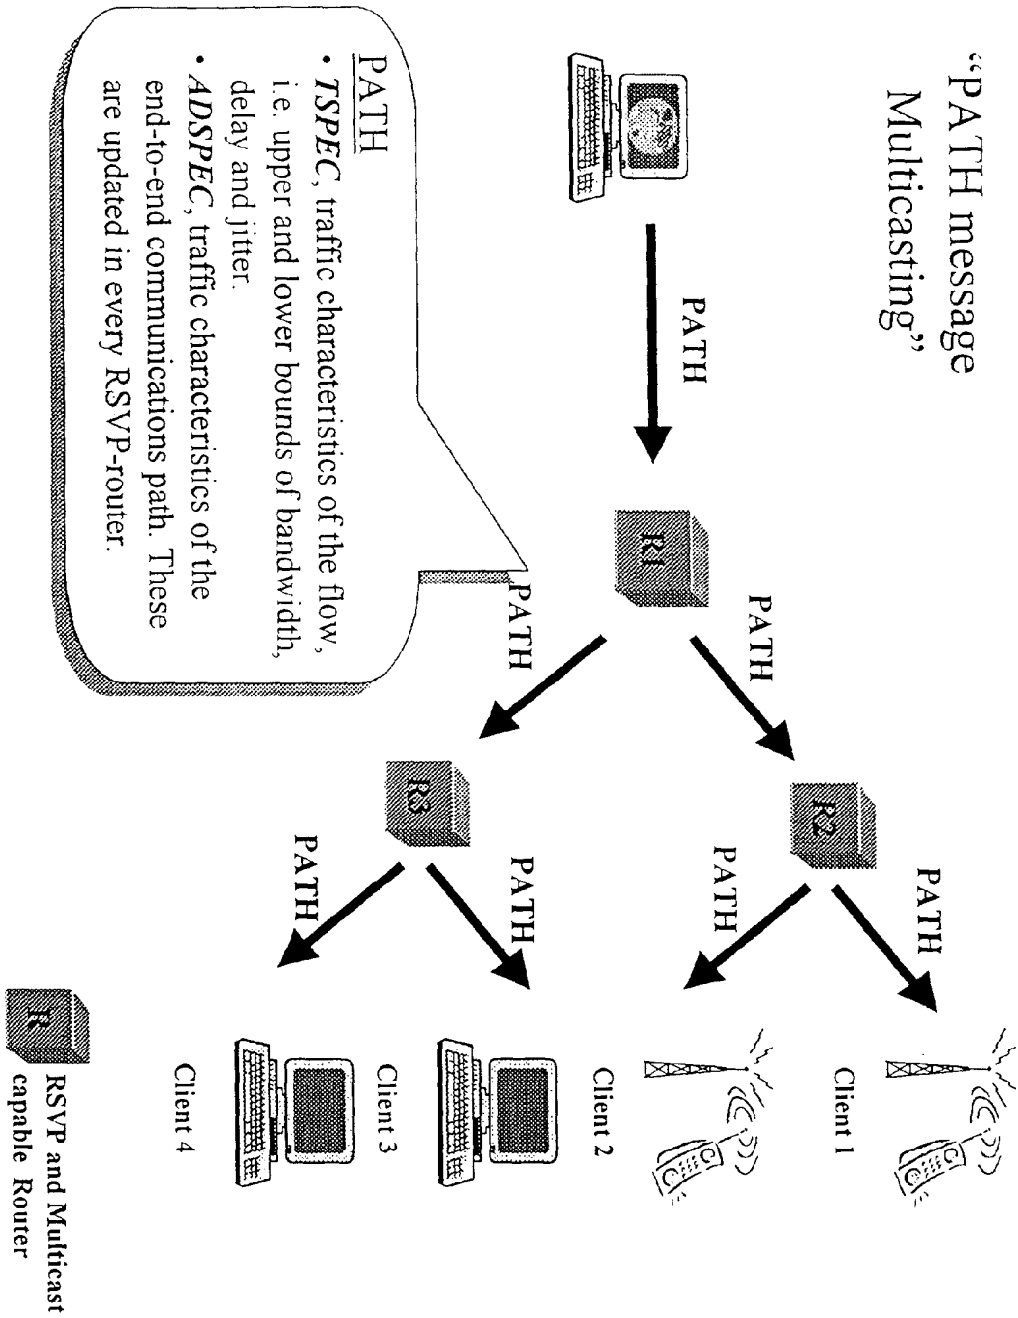 “PATH message
Multicasting”
PATH
R1
PATH
PATH
R2
R3
PATH
PATH
PATH
PATH
Client 1
Client 2
Client 3
Client 4
PATH
• TSPEC, traffic characteristics of the flow,
i.e. upper and lower bounds of bandwidth,
delay and jitter.
• ADSPEC, traffic characteristics of the
end-to-end communications path. These
are updated in every RSVP-router.
R
RSVP and Multicast
capable Router